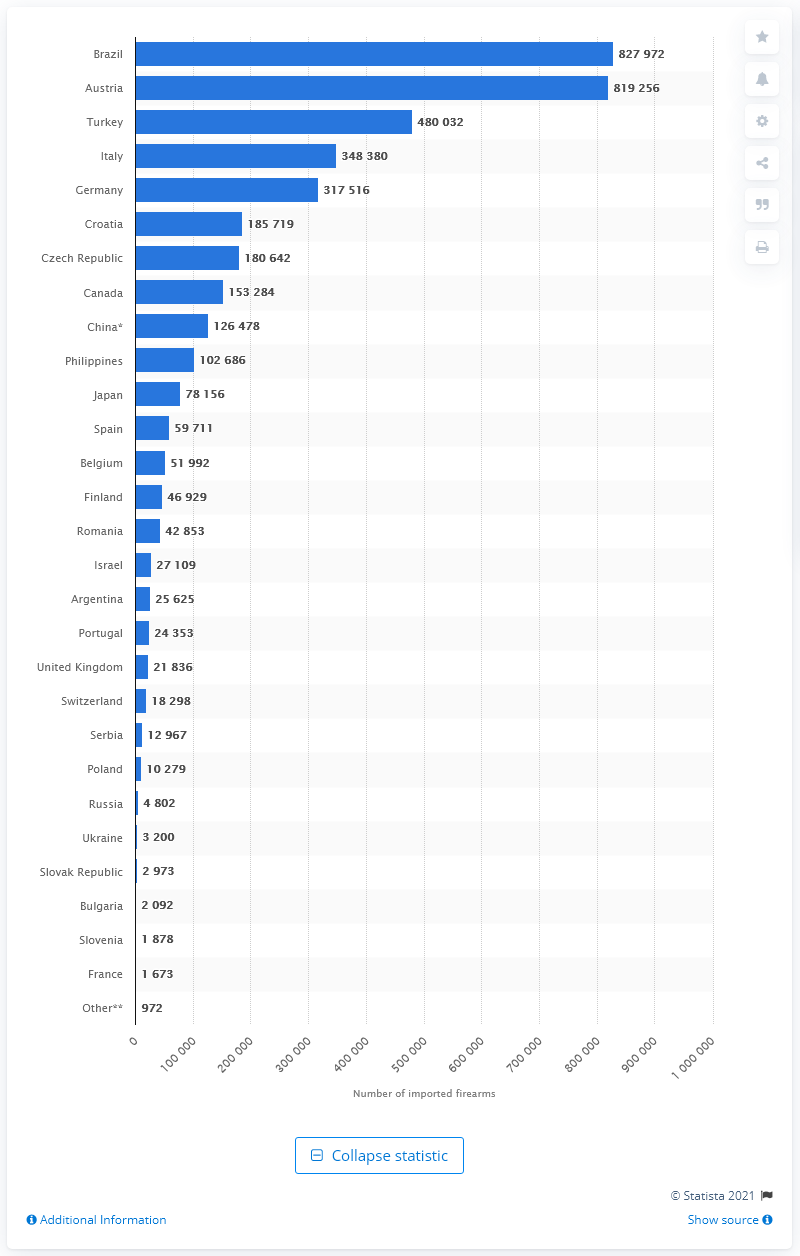 Brazil 827 972
Austria 819 256
Turkey 480 032
Italy 348 380
Germany 317 516
Croatia 185 719
Czech Republic 180 642
Canada 153 284
China* 126 478
Philippines 102 686
Japan 78 156
Spain 59 711
Belgium 51 992
Finland 46 929
Romania 42 853
Israel 27 109
Argentina 25 625
Portugal 24 353
United Kingdom 21 836
Switzerland 18 298
Serbia 12 967
Poland 10 279
Russia 4 802
Ukraine 3 200
Slovak Republic 2 973
Bulgaria 2 092
Slovenia 1 878
France 1 673
Other** 972
0 100 000 200 000 300 000 400 000 500 000 600 000 700 000 800 000 900 000 1 000 000
Number of imported firearms
Collapse statistic
© Statista 2021
Additional Information Show source